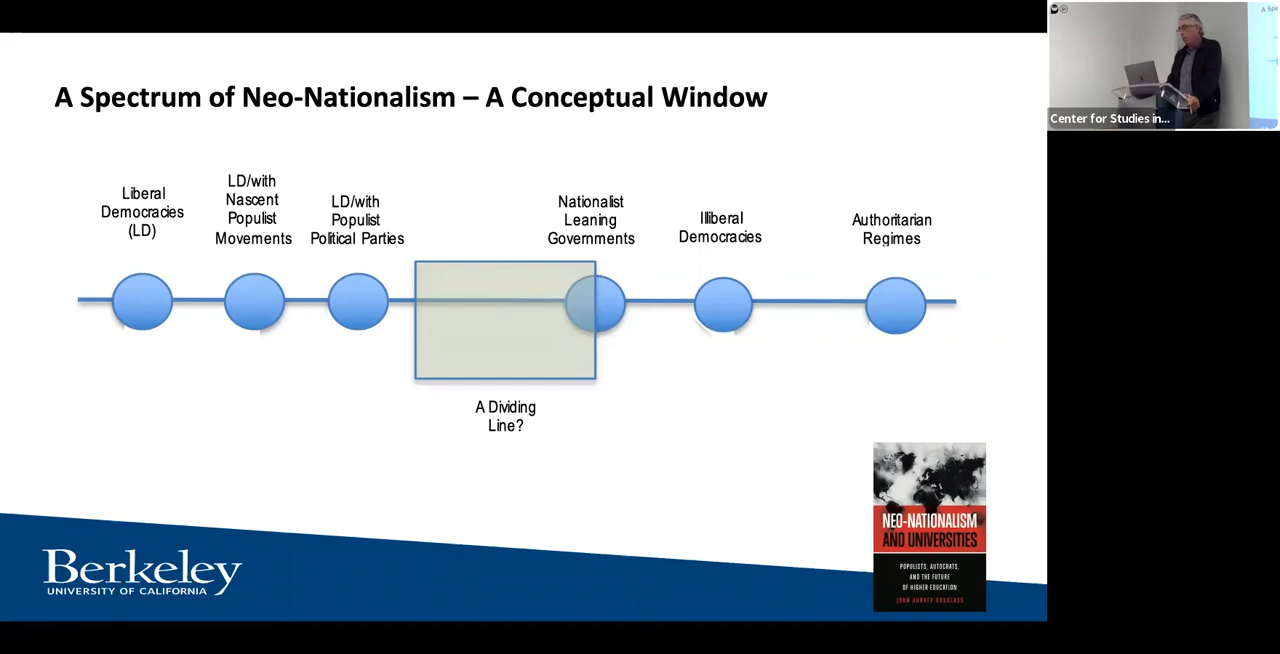 A Spectrum of Neo-Nationalism – A Conceptual Window
Liberal
Democracies
(LD)
LD/with
Nascent
Populist
Movements
LD/with
Populist
Political Parties
Nationalist
Leaning
Governments
Illiberal
Democracies
Authoritarian
Regimes
A Dividing
Line?
Berkeley
UNIVERSITY OF CALIFORNIA
NEO-NATIONALISM
AND UNIVERSITIES
POPULISTS, AUTOCRATS,
AND THE FUTURE
OF HIGHER EDUCATION
JOHN AUBREY DOUGLASS
Center for Studies in...
A Spe